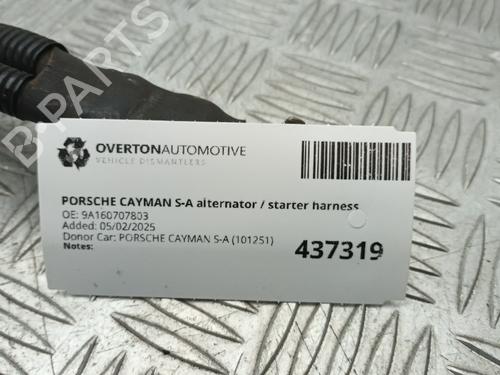 B-PARTS
OVERTONAUTOMOTIVE
VEHICLE DISMANTLERS
PORSCHE CAYMAN S-A alternator / starter harness
OE: 9A160707803
Added: 05/02/2025
Donor Car: PORSCHE CAYMAN S-A (101251)
Notes:
437319